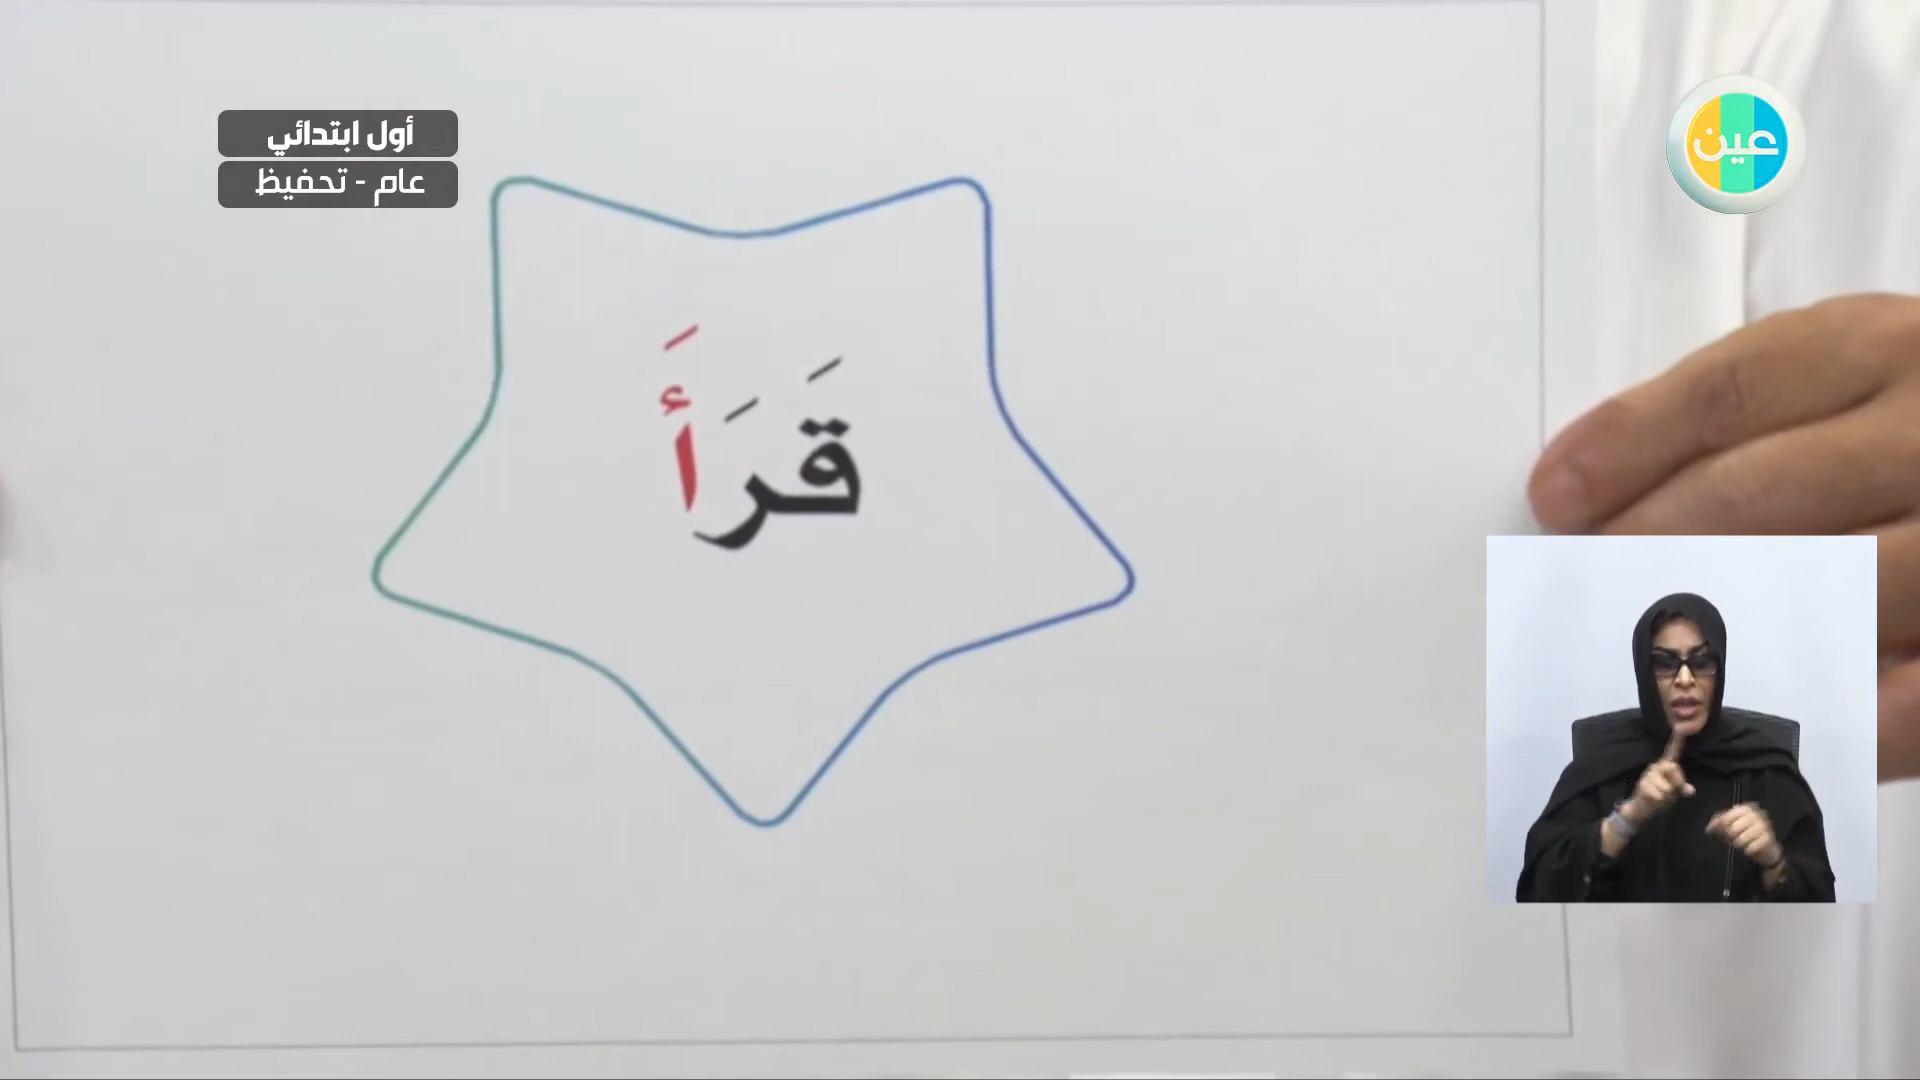 أول ابتدائي
عام - تحفيظ
عين
قَرَأَ